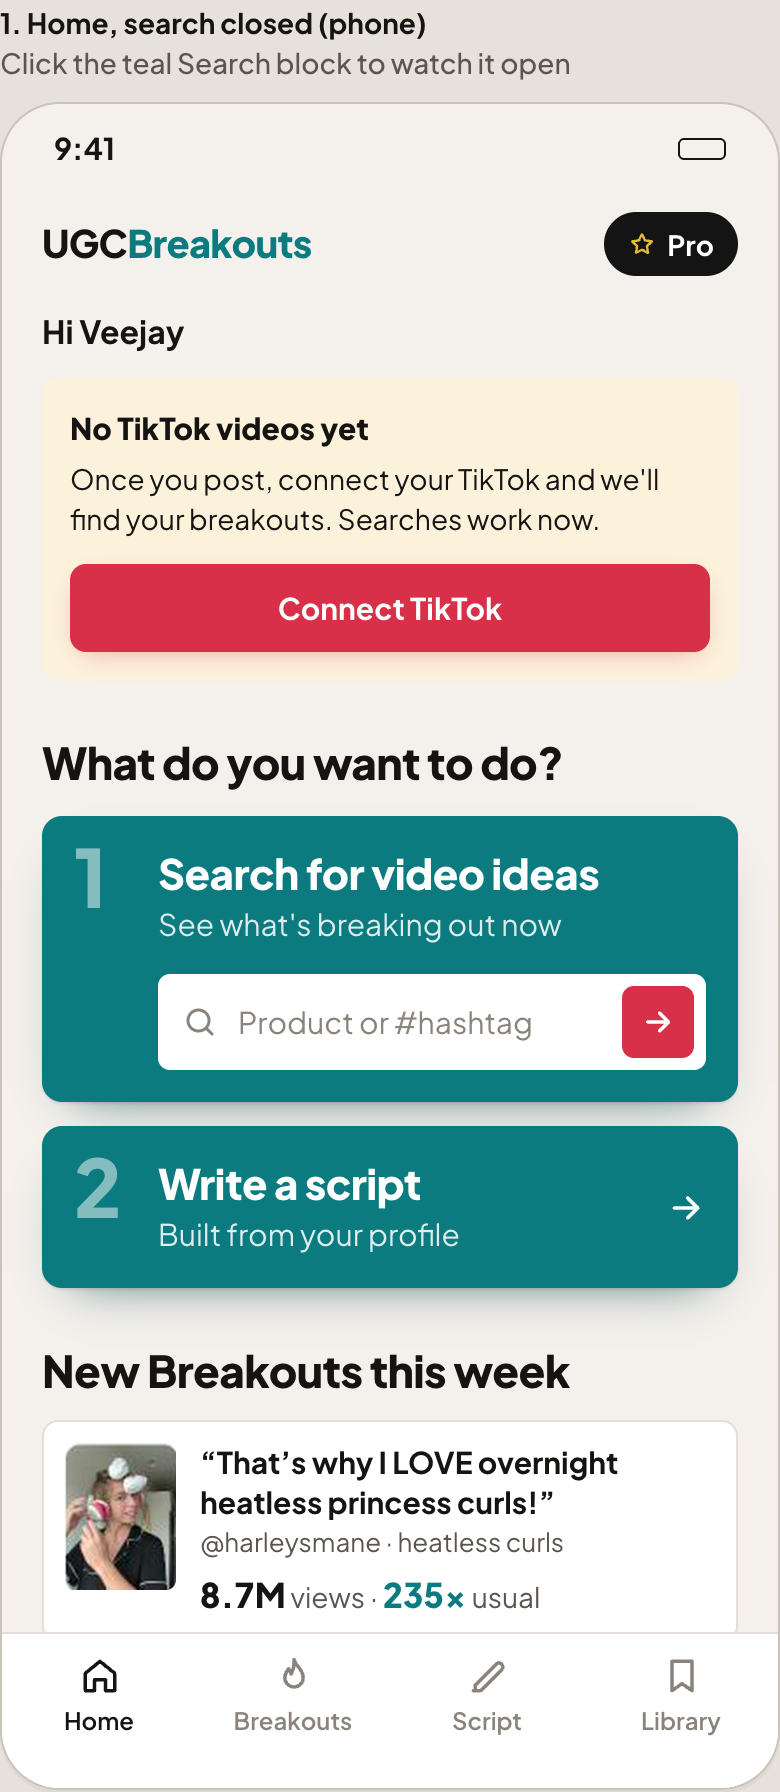 1. Home, search closed (phone)
Click the teal Search block to watch it open
9:41
UGCBreakouts
Pro
Hi Veejay
No TikTok videos yet
Once you post, connect your TikTok and we'll
find your breakouts. Searches work now.
Connect TikTok
What do you want to do?
1
Search for video ideas
See what's breaking out now
Product or #hashtag
2
Write a script
Built from your profile
New Breakouts this week
“That’s why I LOVE overnight
heatless princess curls!”
@harleysmane · heatless curls
8.7M views · 235× usual
Home
Breakouts
Script
Library